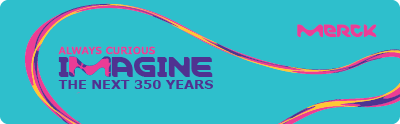 MERCK
ALWAYS CURIOUS
IMAGINE
THE NEXT 350 YEARS